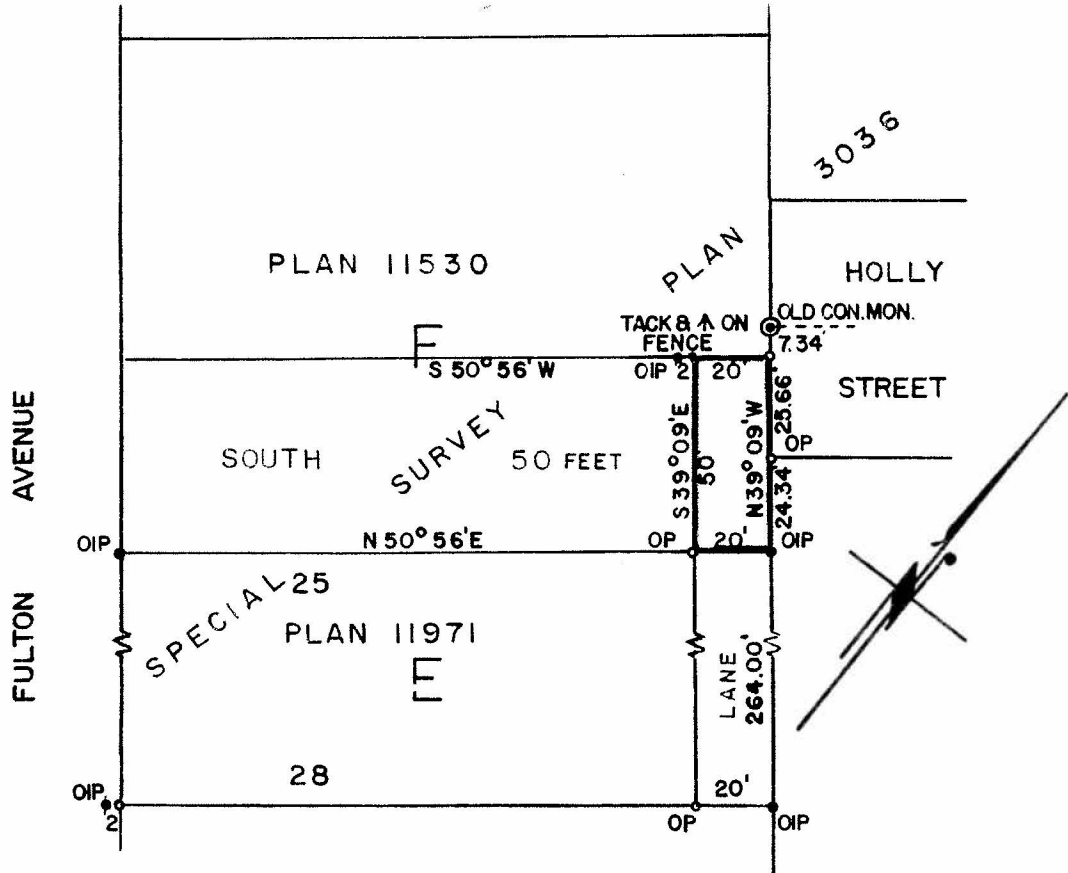 3036
PLAN 11530
PLAN
HOLLY
OLD CON.MON.
TACK & ↑ ON
FENCE
7.34'
F
S 50° 56' W
OIP 2
20'
STREET
25.66'
S 39° 09' E
50'
N 39° 09' W
OP
SOUTH
SURVEY
50 FEET
24.34'
FULTON AVENUE
OIP
N 50° 56' E
OP
20'
OIP
25
SPECIAL
PLAN 11971
E
LANE
264.00'
28
OIP
2
20'
OP
OIP